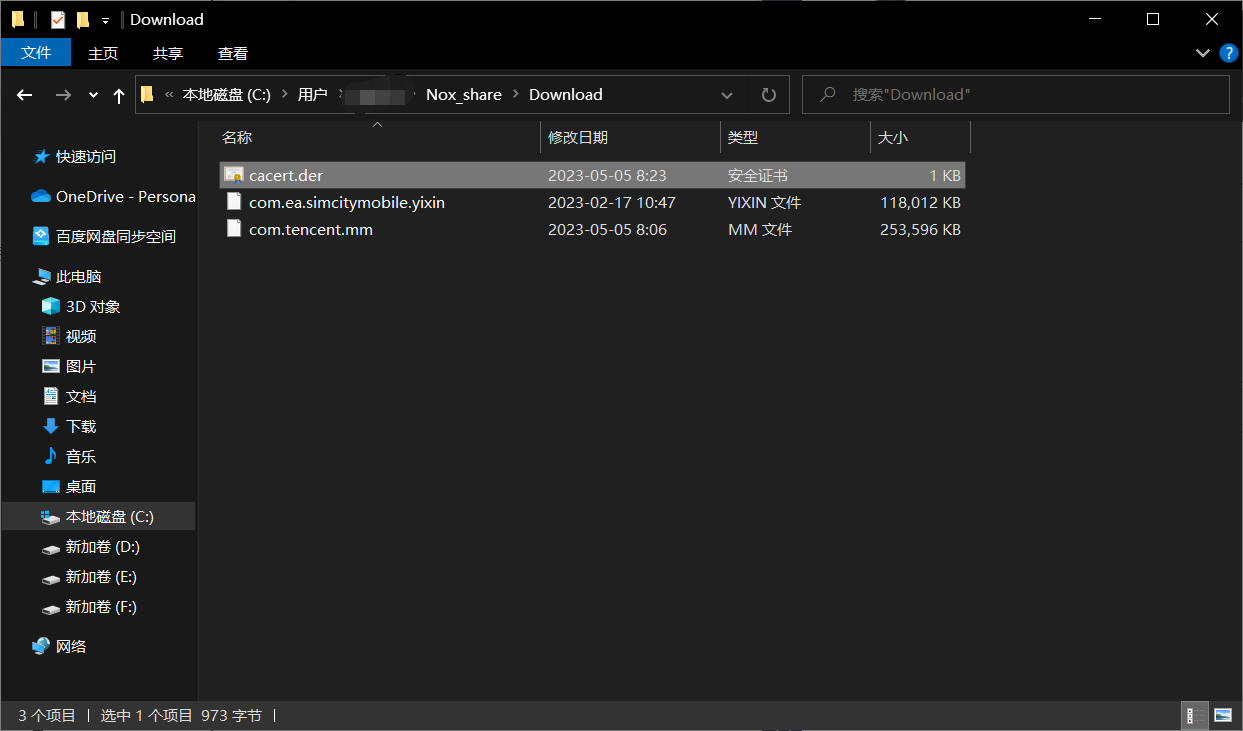 Download
文件 主页 共享 查看
« 本地磁盘 (C:) 用户 Nox_share Download 搜索"Download"
名称 修改日期 类型 大小
快速访问
OneDrive - Persona
百度网盘同步空间
此电脑
3D 对象
视频
图片
文档
下载
音乐
桌面
本地磁盘 (C:)
新加卷 (D:)
新加卷 (E:)
新加卷 (F:)
网络
cacert.der 2023-05-05 8:23 安全证书 1 KB
com.ea.simcitymobile.yixin 2023-02-17 10:47 YIXIN 文件 118,012 KB
com.tencent.mm 2023-05-05 8:06 MM 文件 253,596 KB
3 个项目 选中 1 个项目 973 字节